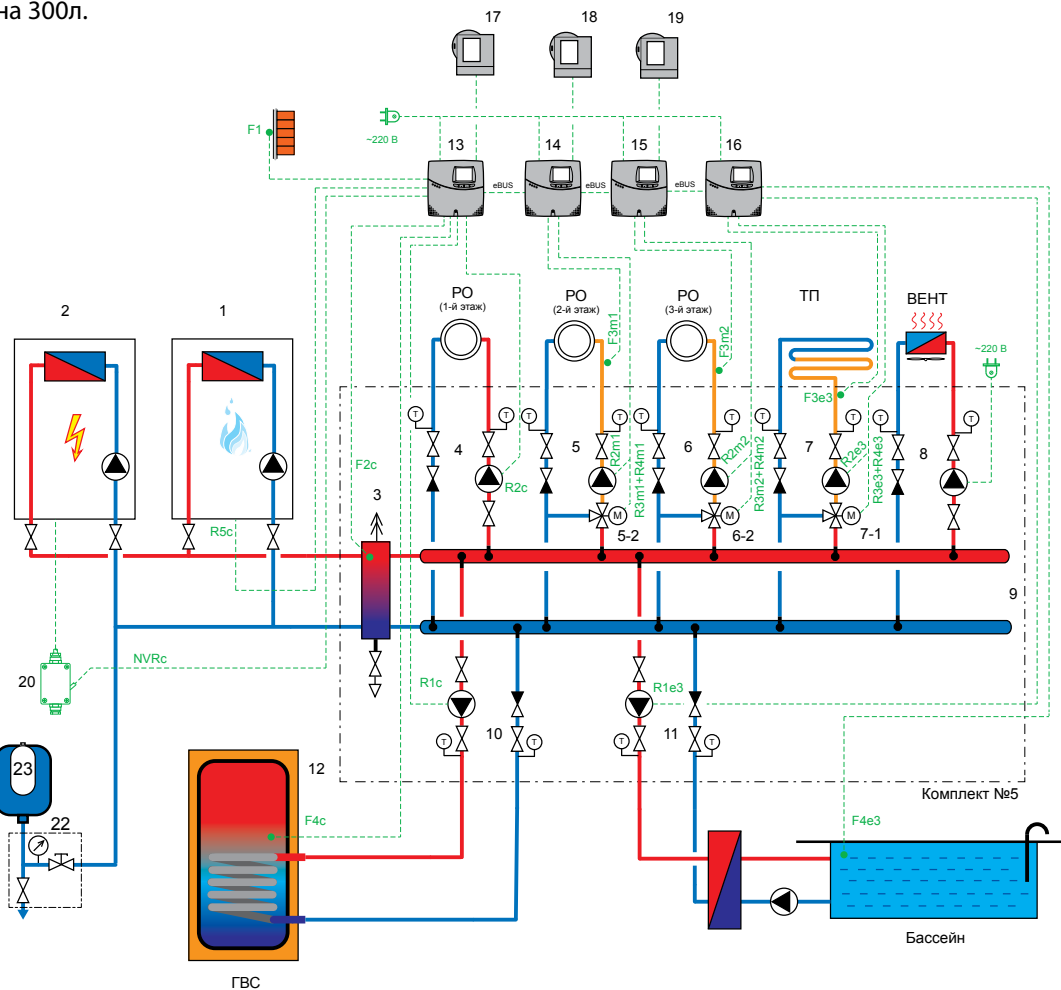 на 300л.
17
18
19
F1
~220 В
13
14
15
16
eBUS
eBUS
eBUS
2
1
РО
(1-й этаж)
РО
(2-й этаж)
РО
(3-й этаж)
ТП
ВЕНТ
F3m1
F3m2
~220 В
F3e3
T
T
T
T
T
T
T
T
T
T
4
5
6
7
8
F2c
3
R2c
R2m1
R3m1+R4m1
R2m2
R3m2+R4m2
R2e3
R3e3+R4e3
M
M
M
R5c
5-2
6-2
7-1
9
20
NVRc
R1c
R1e3
10
11
T
T
T
T
12
23
22
F4c
Комплект №5
F4e3
Бассейн
ГВС